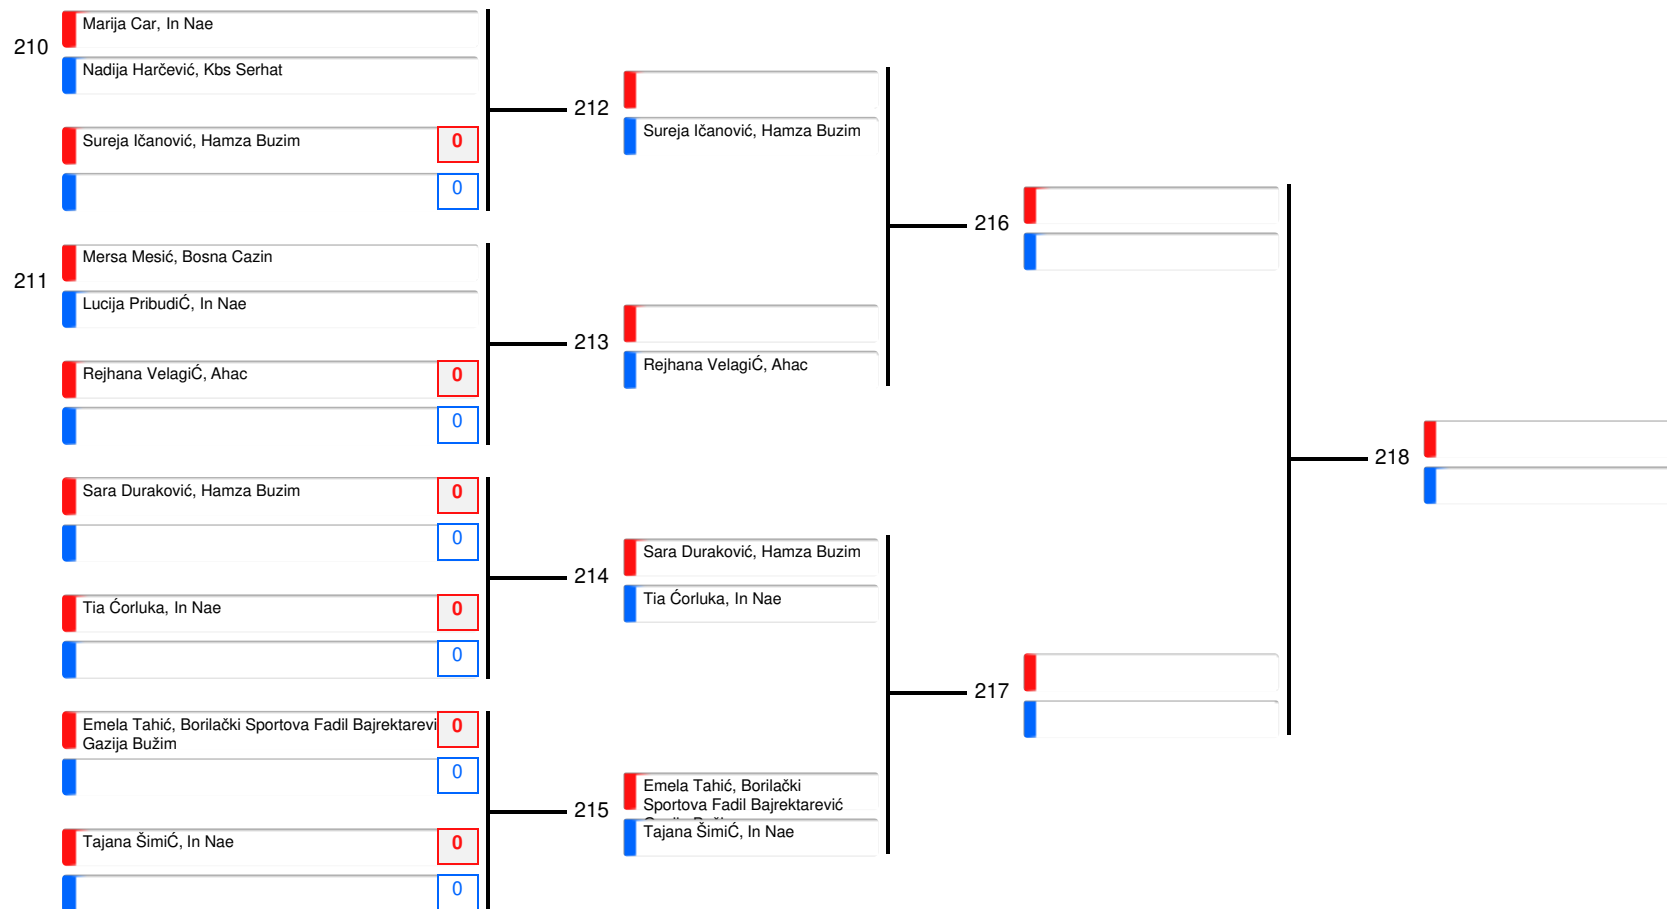 Marija Car, In Nae
210
Nadija Harčević, Kbs Serhat
212
Sureja Ičanović, Hamza Buzim
Sureja Ičanović, Hamza Buzim 0
0
216
Mersa Mesić, Bosna Cazin
211
Lucija PribudiĆ, In Nae
213
Rejhana VelagiĆ, Ahac
Rejhana VelagiĆ, Ahac 0
0
218
Sara Duraković, Hamza Buzim 0
0
Sara Duraković, Hamza Buzim
214
Tia Ćorluka, In Nae
Tia Ćorluka, In Nae 0
0
217
Emela Tahić, Borilački Sportova Fadil Bajrektarevi 0
Gazija Bužim
0
Emela Tahić, Borilački
Sportova Fadil Bajrektarević
215
Tajana ŠimiĆ, In Nae
Tajana ŠimiĆ, In Nae 0
0